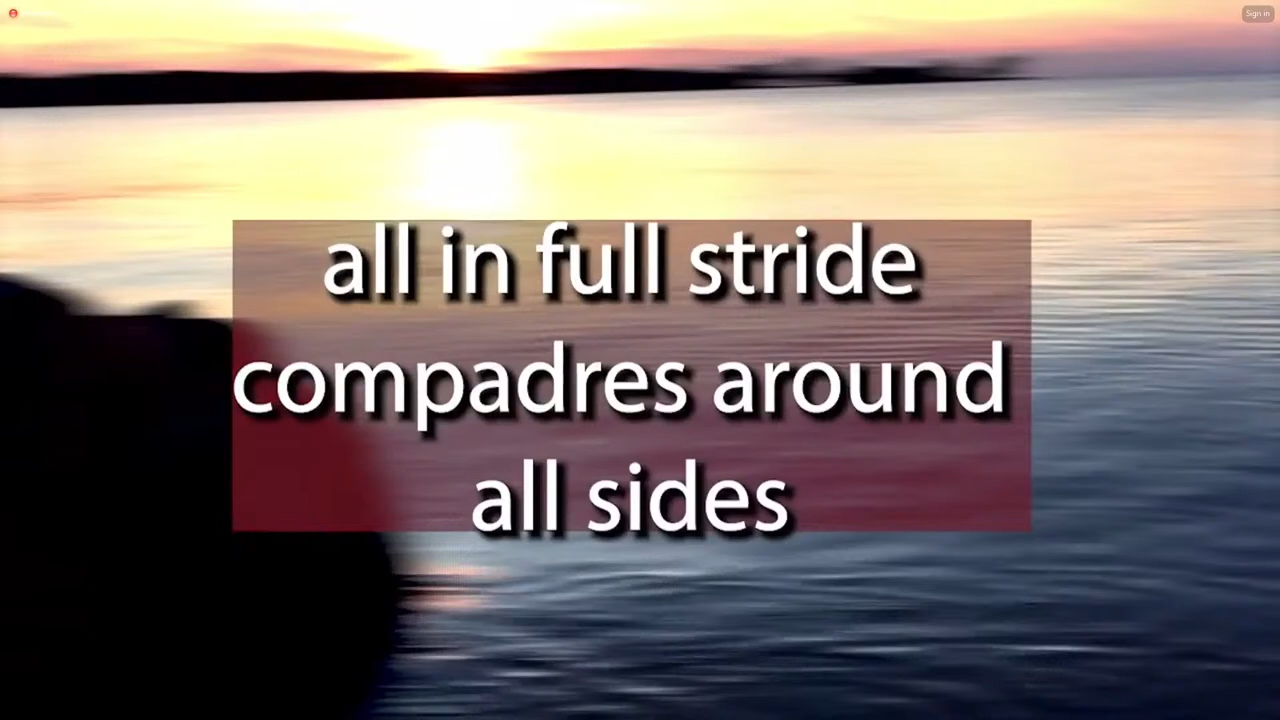 Sign in
all in full stride
compadres around
all sides